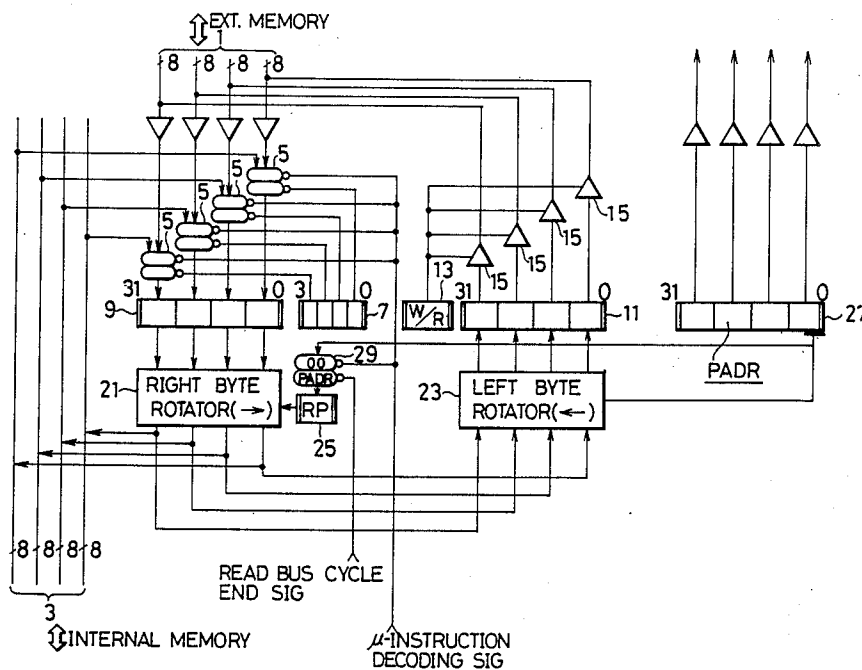 EXT. MEMORY
1
8 8 8 8
5
5
5
5
31 0
9
3 0
7
13
W/R
15
15
15
15
31 0
11
31 0
27
PADR
00
29
PADR
21
RIGHT BYTE
ROTATOR(→)
RP
25
23
LEFT BYTE
ROTATOR(←)
8 8 8 8
3
INTERNAL MEMORY
READ BUS CYCLE
END SIG
μ-INSTRUCTION
DECODING SIG